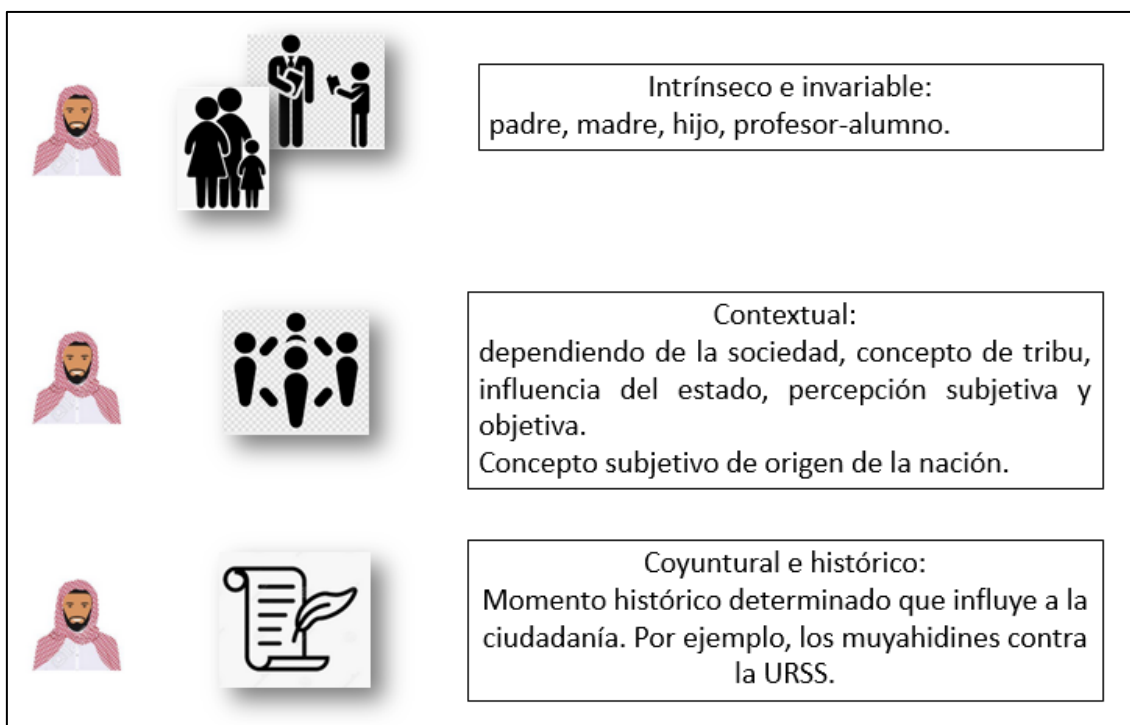 Intrínseco e invariable:
padre, madre, hijo, profesor-alumno.
Contextual:
dependiendo de la sociedad, concepto de tribu,
influencia del estado, percepción subjetiva y
objetiva.
Concepto subjetivo de origen de la nación.
Coyuntural e histórico:
Momento histórico determinado que influye a la
ciudadanía. Por ejemplo, los muyahidines contra
la URSS.